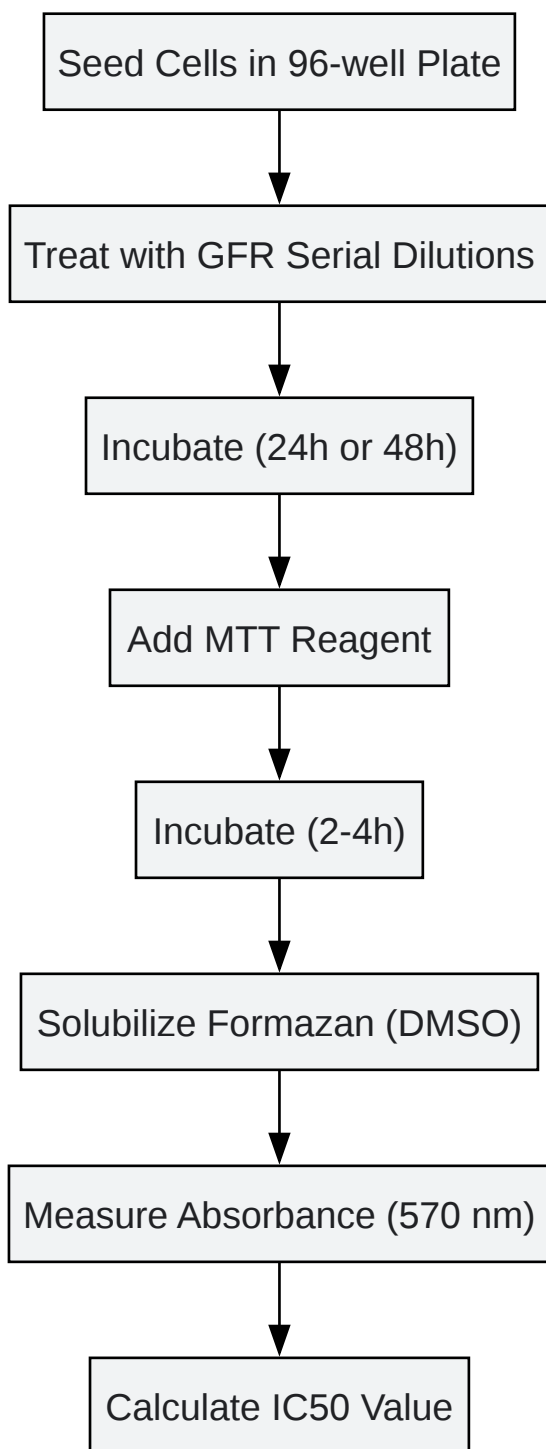 Seed Cells in 96-well Plate
Treat with GFR Serial Dilutions
Incubate (24h or 48h)
Add MTT Reagent
Incubate (2-4h)
Solubilize Formazan (DMSO)
Measure Absorbance (570 nm)
Calculate IC50 Value